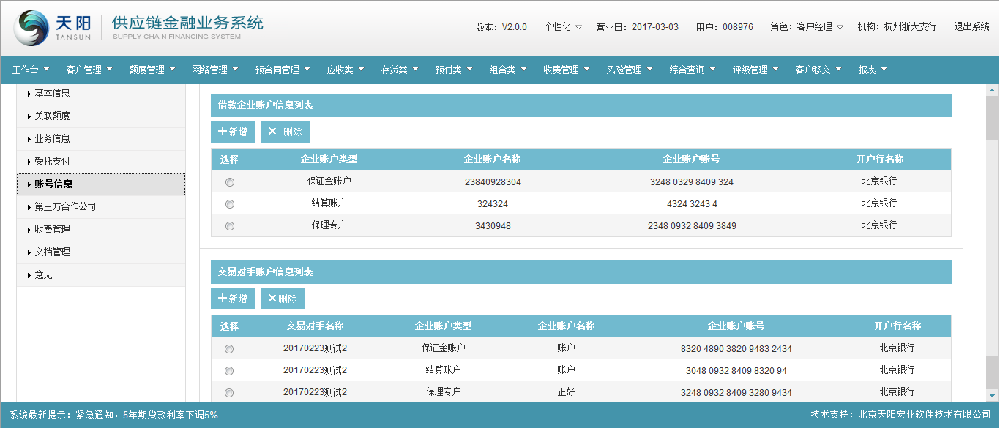 天阳 TANSUN 供应链金融业务系统 SUPPLY CHAIN FINANCING SYSTEM
版本：V2.0.0 个性化 营业日：2017-03-03 用户：008976 角色：客户经理 机构：杭州浙大支行 退出系统
工作台 客户管理 额度管理 网络管理 预合同管理 应收类 存货类 预付类 组合类 收费管理 风险管理 综合查询 评级管理 客户移交 报表
基本信息
关联额度
业务信息
受托支付
账号信息
第三方合作公司
收费管理
文档管理
意见
借款企业账户信息列表
新增 删除
选择 企业账户类型 企业账户名称 企业账户账号 开户行名称
保证金账户 23840928304 3248 0329 8409 324 北京银行
结算账户 324324 4324 3243 4 北京银行
保理专户 3430948 2348 0932 8409 3849 北京银行
交易对手账户信息列表
新增 删除
选择 交易对手名称 企业账户类型 企业账户名称 企业账户账号 开户行名称
20170223测试2 保证金账户 账户 8320 4890 3820 9483 2434 北京银行
20170223测试2 结算账户 账户 3048 0932 8409 8320 94 北京银行
20170223测试2 保理专户 正好 3248 0932 8409 3280 9434 北京银行
系统最新提示：紧急通知，5年期贷款利率下调5% 技术支持：北京天阳宏业软件技术有限公司